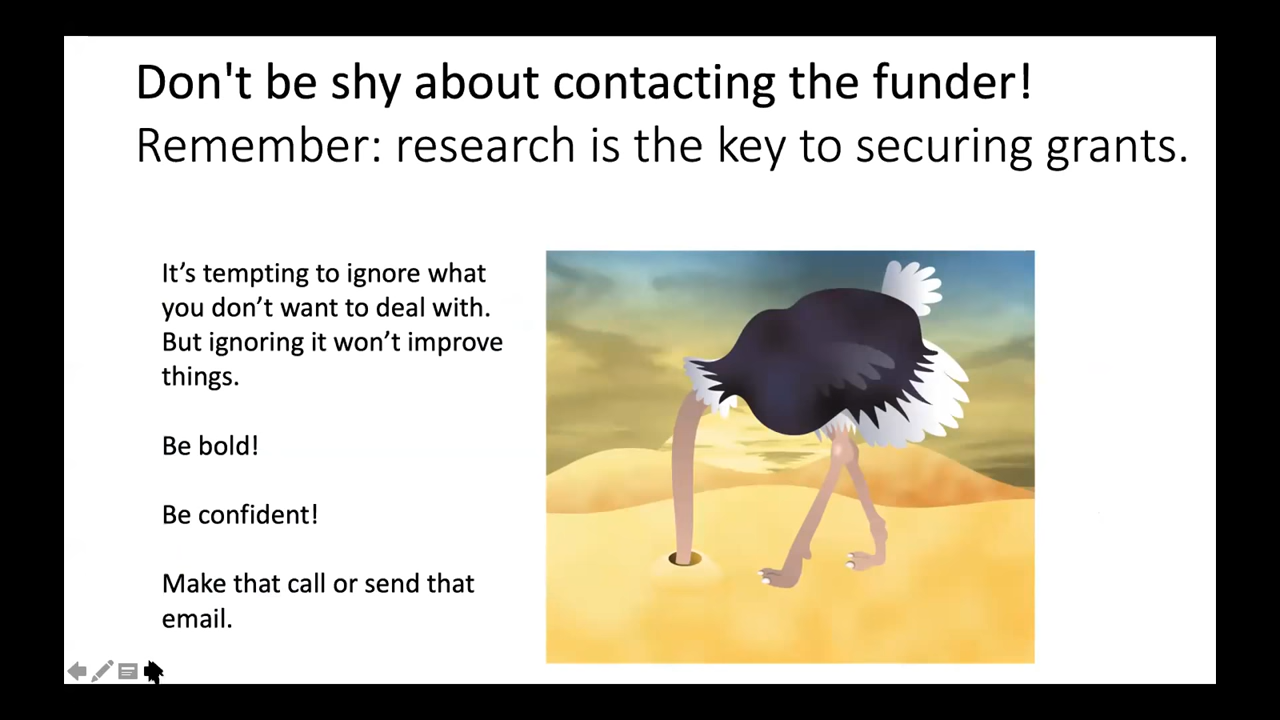 Don't be shy about contacting the funder!
Remember: research is the key to securing grants.
It’s tempting to ignore what
you don’t want to deal with.
But ignoring it won’t improve
things.
Be bold!
Be confident!
Make that call or send that
email.